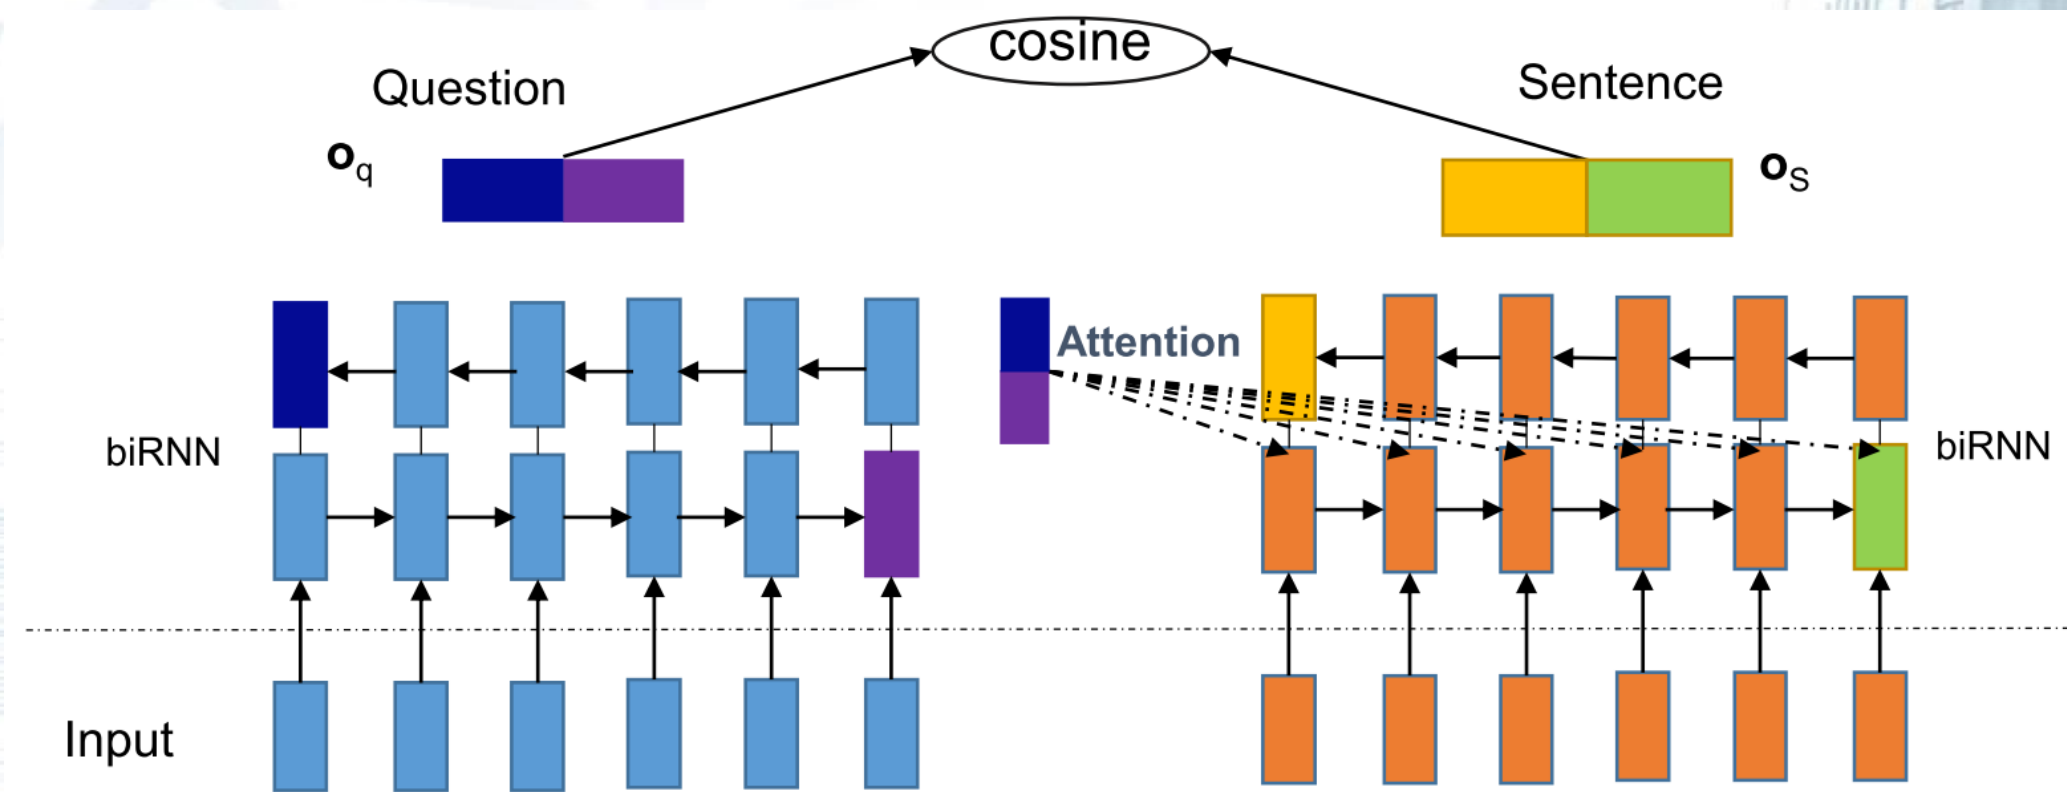 cosine
Question
Sentence
oq
oS
Attention
biRNN
biRNN
Input